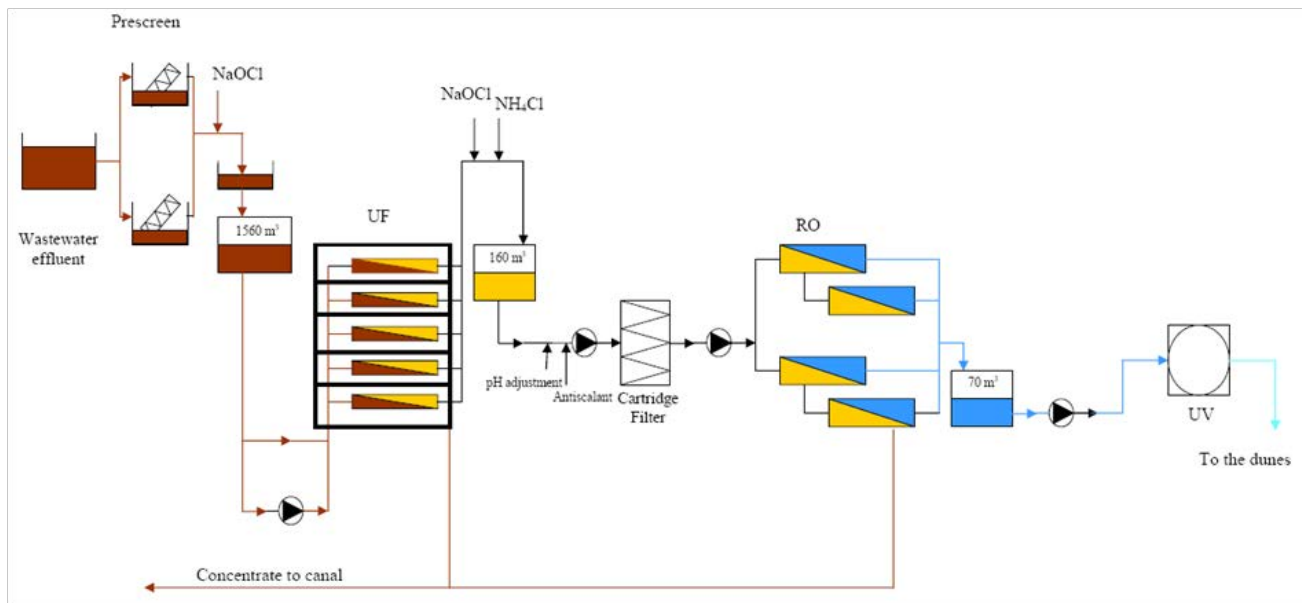 Prescreen
NaOCl
Wastewater
effluent
1560 m³
UF
NaOCl
NH₄Cl
160 m³
pH adjustment
Antiscalant
Cartridge
Filter
RO
70 m³
UV
To the dunes
Concentrate to canal